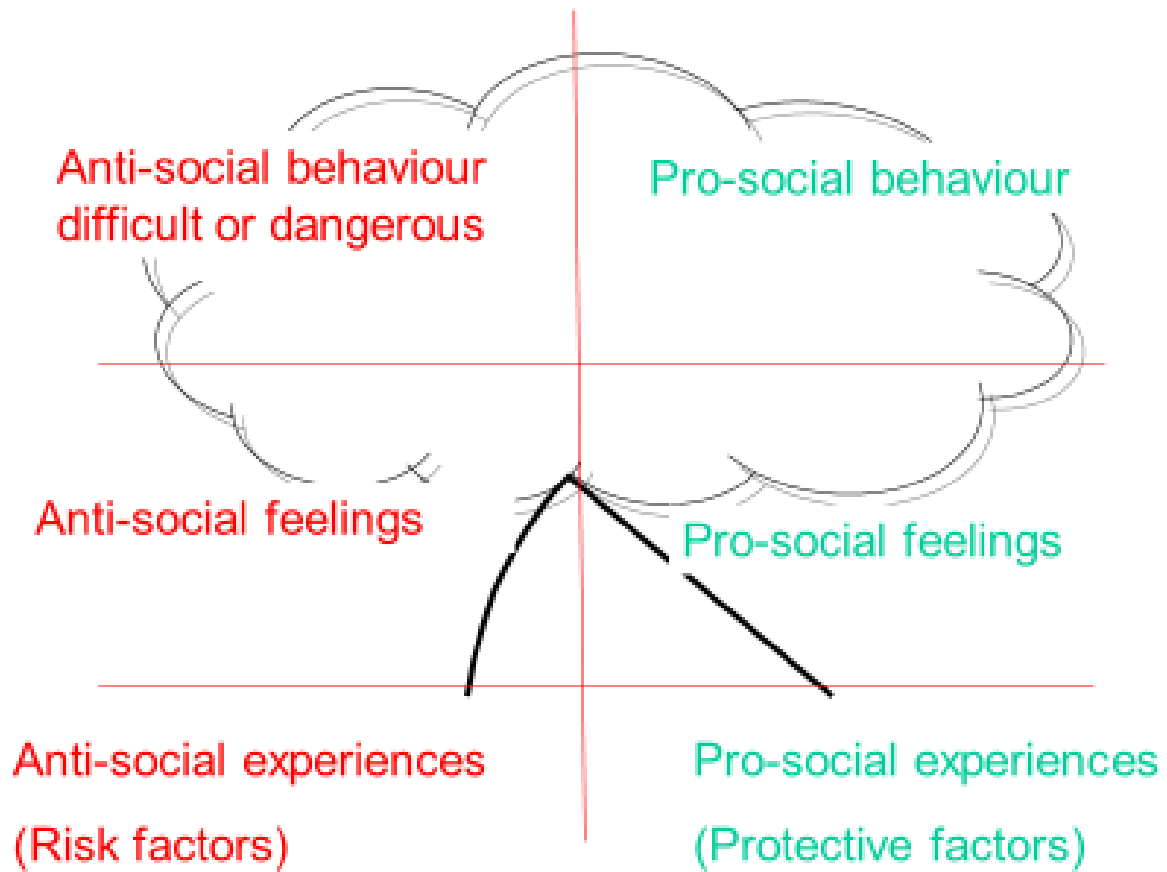 Anti-social behaviour
difficult or dangerous
Pro-social behaviour
Anti-social feelings
Pro-social feelings
Anti-social experiences
(Risk factors)
Pro-social experiences
(Protective factors)